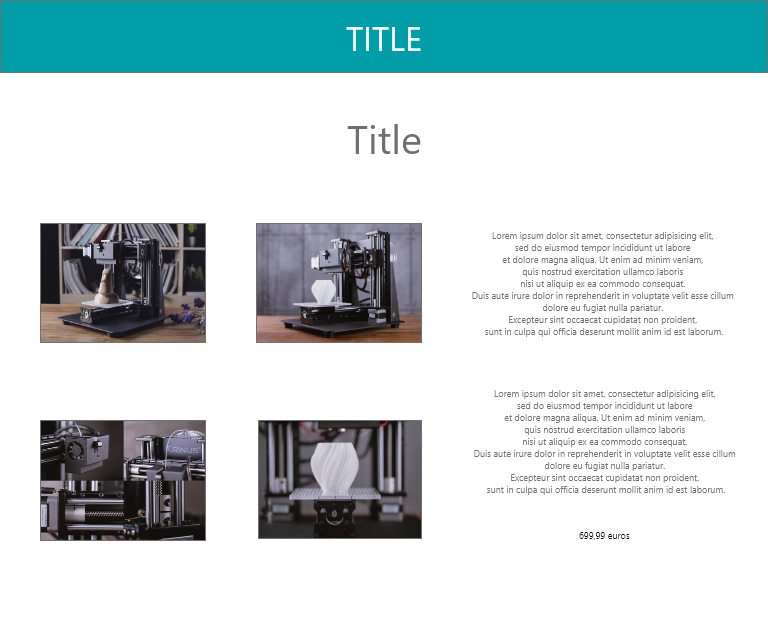 TITLE
Title
Lorem ipsum dolor sit amet, consectetur adipisicing elit,
sed do eiusmod tempor incididunt ut labore
et dolore magna aliqua. Ut enim ad minim veniam,
quis nostrud exercitation ullamco laboris
nisi ut aliquip ex ea commodo consequat.
Duis aute irure dolor in reprehenderit in voluptate velit esse cillum
dolore eu fugiat nulla pariatur.
Excepteur sint occaecat cupidatat non proident,
sunt in culpa qui officia deserunt mollit anim id est laborum.
Lorem ipsum dolor sit amet, consectetur adipisicing elit,
sed do eiusmod tempor incididunt ut labore
et dolore magna aliqua. Ut enim ad minim veniam,
quis nostrud exercitation ullamco laboris
nisi ut aliquip ex ea commodo consequat.
Duis aute irure dolor in reprehenderit in voluptate velit esse cillum
dolore eu fugiat nulla pariatur.
Excepteur sint occaecat cupidatat non proident,
sunt in culpa qui officia deserunt mollit anim id est laborum.
TRINUS
699,99 euros